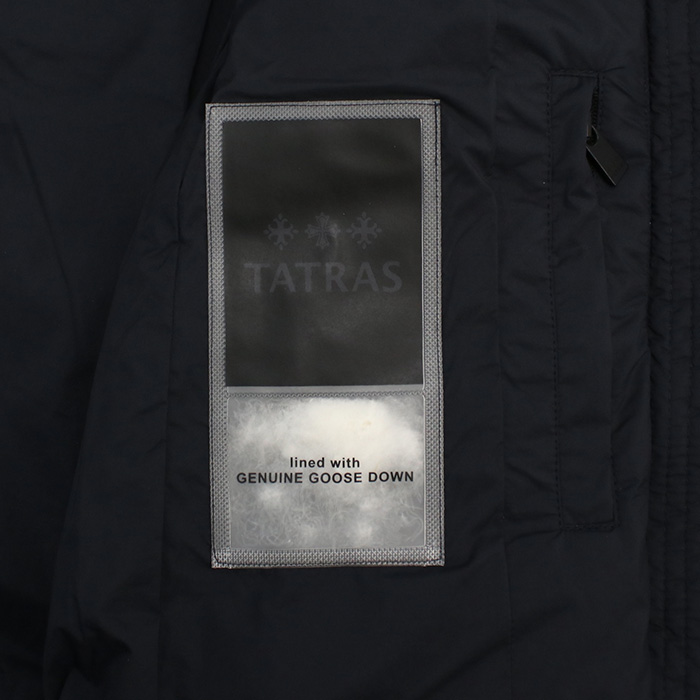 TATRAS
lined with
GENUINE GOOSE DOWN